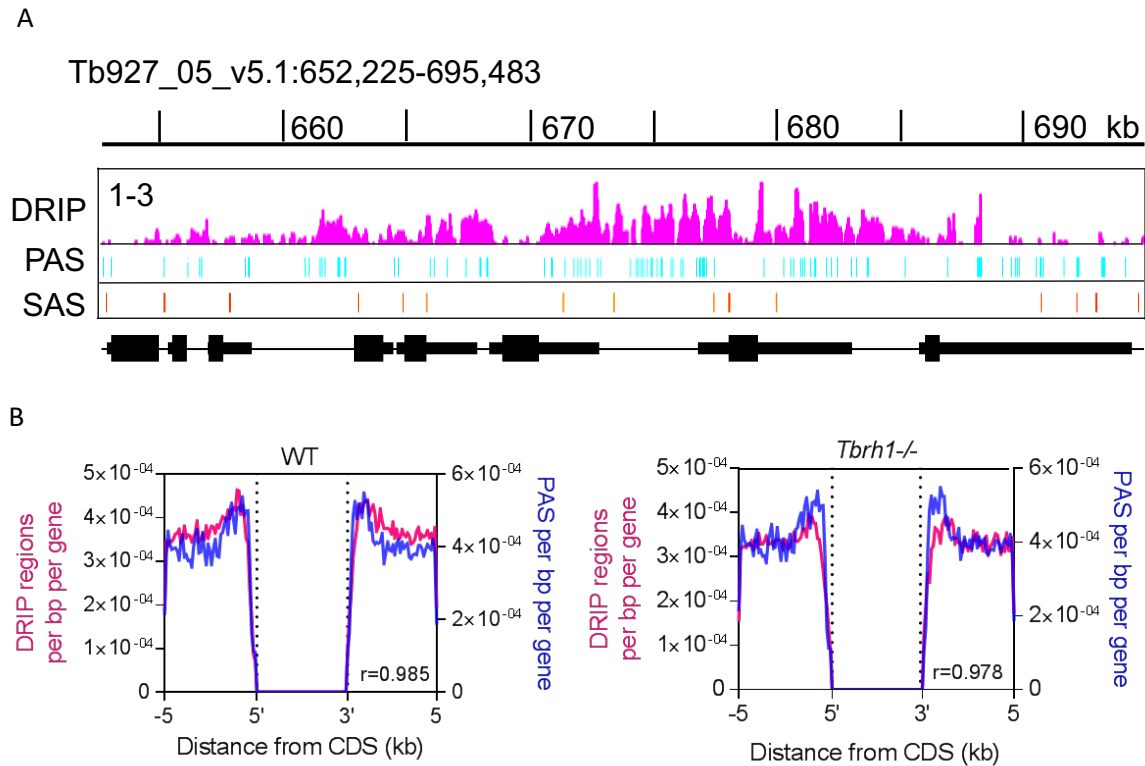 A
Tb927_05_v5.1:652,225-695,483
660 670 680 690 kb
1-3
DRIP
PAS
SAS
B
WT
5×10⁻⁰⁴
4×10⁻⁰⁴
3×10⁻⁰⁴
2×10⁻⁰⁴
1×10⁻⁰⁴
0
DRIP regions
per bp per gene
6×10⁻⁰⁴
4×10⁻⁰⁴
2×10⁻⁰⁴
0
PAS per bp per gene
r=0.985
-5 5' 3' 5
Distance from CDS (kb)
Tbrh1-/-
5×10⁻⁰⁴
4×10⁻⁰⁴
3×10⁻⁰⁴
2×10⁻⁰⁴
1×10⁻⁰⁴
0
DRIP regions
per bp per gene
6×10⁻⁰⁴
4×10⁻⁰⁴
2×10⁻⁰⁴
0
PAS per bp per gene
r=0.978
-5 5' 3' 5
Distance from CDS (kb)